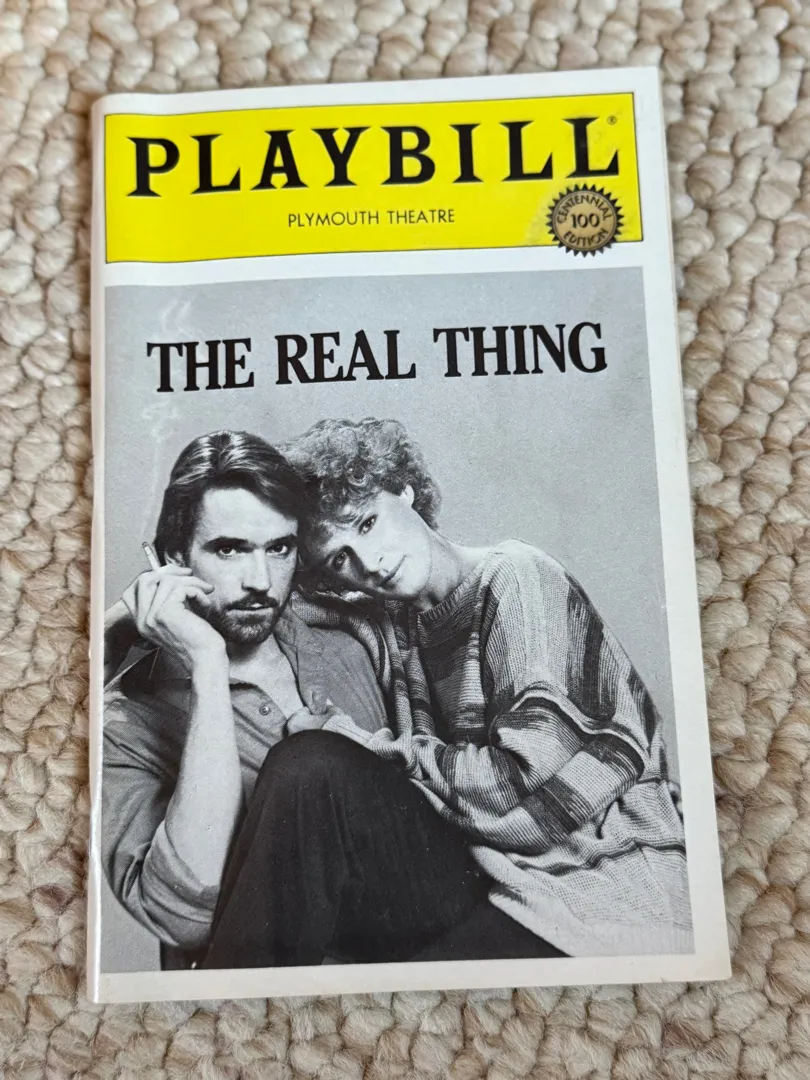 PLAYBILL®
PLYMOUTH THEATRE
CENTENNIAL
100
EDITION
THE REAL THING